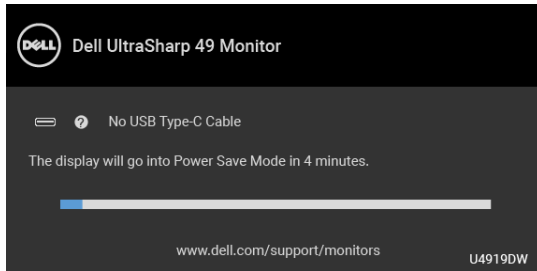 DELL
Dell UltraSharp 49 Monitor
? No USB Type-C Cable
The display will go into Power Save Mode in 4 minutes.
www.dell.com/support/monitors
U4919DW